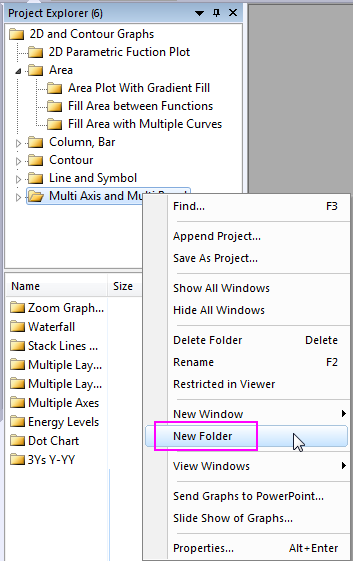 Project Explorer (6)
2D and Contour Graphs
2D Parametric Fuction Plot
Area
Area Plot With Gradient Fill
Fill Area between Functions
Fill Area with Multiple Curves
Column, Bar
Contour
Line and Symbol
Multi Axis and Multi
Find... F3
Append Project...
Save As Project...
Show All Windows
Hide All Windows
Delete Folder Delete
Rename F2
Restricted in Viewer
New Window
New Folder
View Windows
Send Graphs to PowerPoint...
Slide Show of Graphs...
Properties... Alt+Enter
Name Size
Zoom Graph...
Waterfall
Stack Lines ...
Multiple Lay...
Multiple Lay...
Multiple Axes
Energy Levels
Dot Chart
3Ys Y-YY